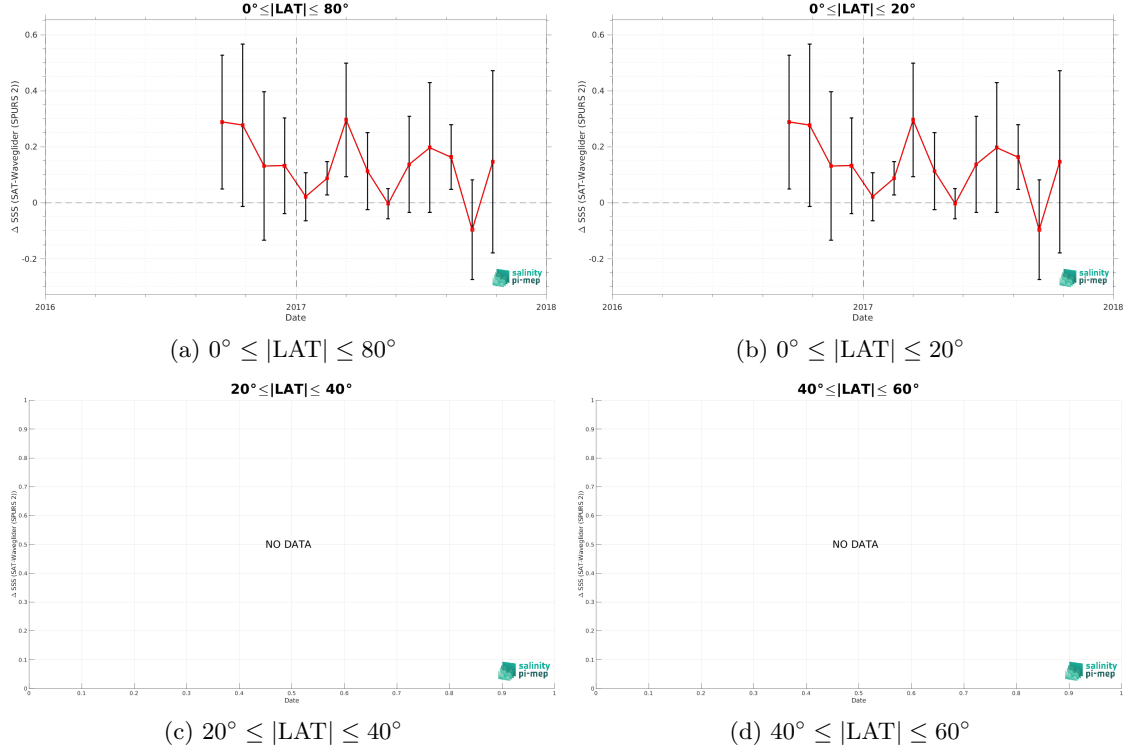 0°≤|LAT|≤ 80°
0.6
0.4
0.2
0
-0.2
Δ SSS (SAT-Waveglider (SPURS 2))
2016
2017
2018
Date
salinity
pi-mep
(a) 0° ≤ |LAT| ≤ 80°
0°≤|LAT|≤ 20°
0.6
0.4
0.2
0
-0.2
Δ SSS (SAT-Waveglider (SPURS 2))
2016
2017
2018
Date
salinity
pi-mep
(b) 0° ≤ |LAT| ≤ 20°
20°≤|LAT|≤ 40°
1
0.9
0.8
0.7
0.6
0.5
0.4
0.3
0.2
0.1
0
Δ SSS (SAT-Waveglider (SPURS 2))
NO DATA
0
0.1
0.2
0.3
0.4
0.5
0.6
0.7
0.8
0.9
1
Date
salinity
pi-mep
(c) 20° ≤ |LAT| ≤ 40°
40°≤|LAT|≤ 60°
1
0.9
0.8
0.7
0.6
0.5
0.4
0.3
0.2
0.1
0
Δ SSS (SAT-Waveglider (SPURS 2))
NO DATA
0
0.1
0.2
0.3
0.4
0.5
0.6
0.7
0.8
0.9
1
Date
salinity
pi-mep
(d) 40° ≤ |LAT| ≤ 60°